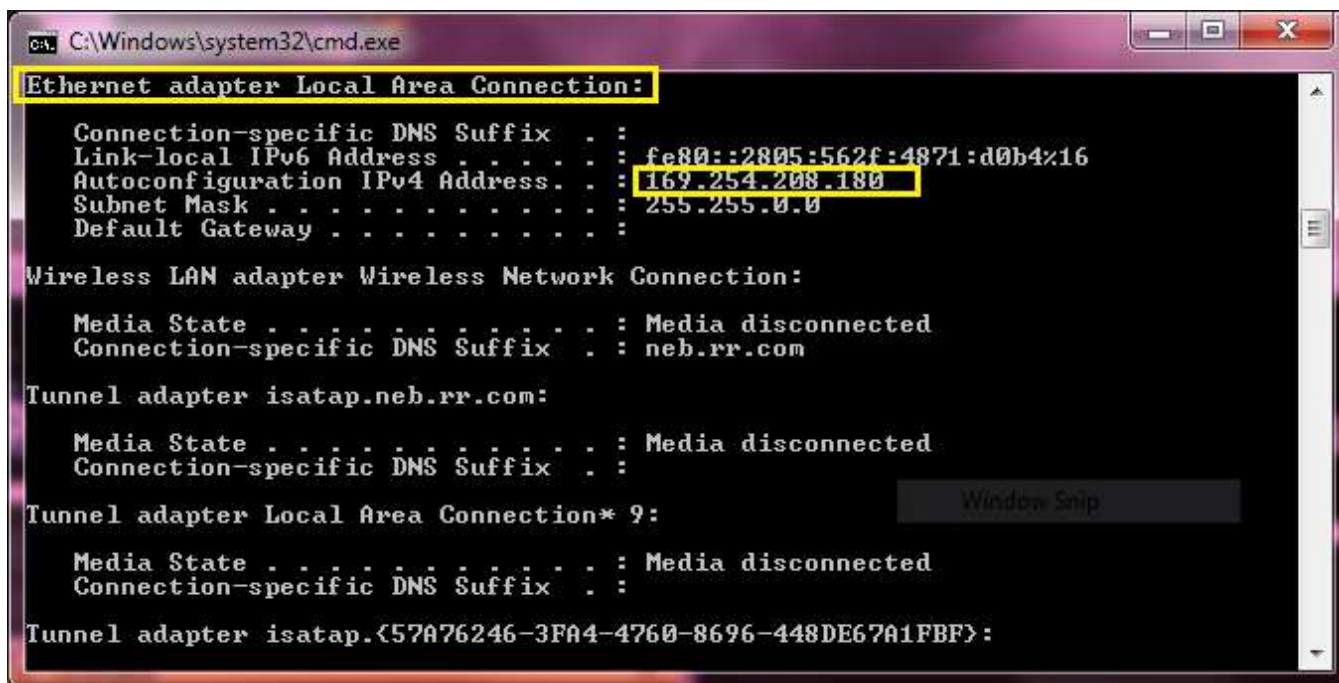 C:\Windows\system32\cmd.exe
Ethernet adapter Local Area Connection:
Connection-specific DNS Suffix . :
Link-local IPv6 Address . . . . . : fe80::2805:562f:4871:d0b4%16
Autoconfiguration IPv4 Address. . : 169.254.208.180
Subnet Mask . . . . . . . . . . . : 255.255.0.0
Default Gateway . . . . . . . . . :
Wireless LAN adapter Wireless Network Connection:
Media State . . . . . . . . . . . : Media disconnected
Connection-specific DNS Suffix . : neb.rr.com
Tunnel adapter isatap.neb.rr.com:
Media State . . . . . . . . . . . : Media disconnected
Connection-specific DNS Suffix . :
Window Snip
Tunnel adapter Local Area Connection* 9:
Media State . . . . . . . . . . . : Media disconnected
Connection-specific DNS Suffix . :
Tunnel adapter isatap.{57A76246-3FA4-4760-8696-448DE67A1FBF}: